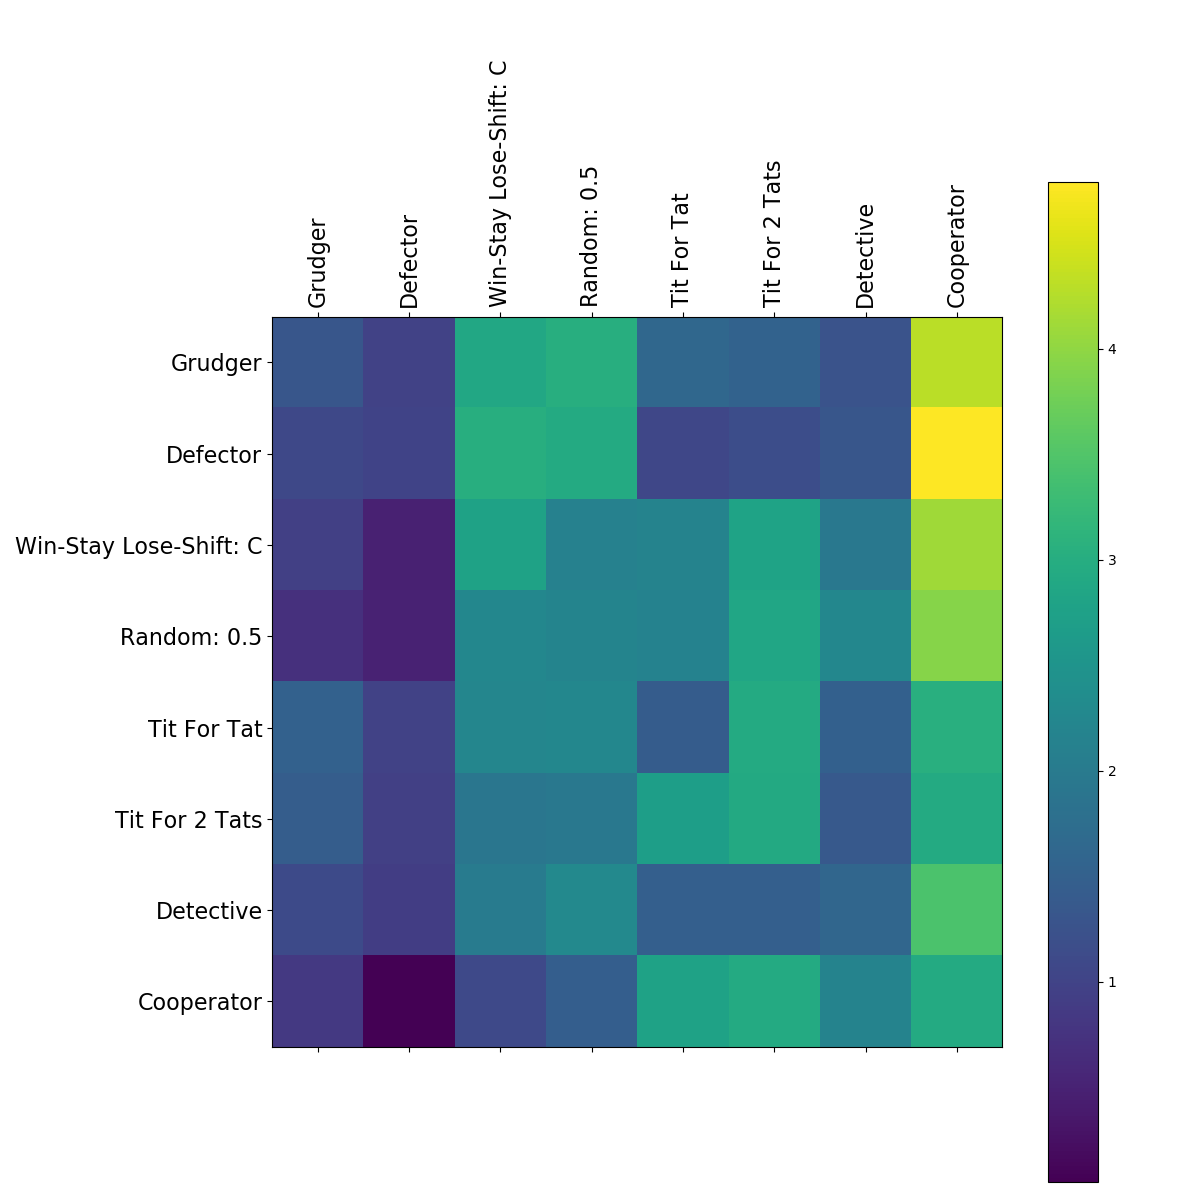 Grudger
Defector
Win-Stay Lose-Shift: C
Random: 0.5
Tit For Tat
Tit For 2 Tats
Detective
Cooperator
Grudger
Defector
Win-Stay Lose-Shift: C
Random: 0.5
Tit For Tat
Tit For 2 Tats
Detective
Cooperator
4
3
2
1